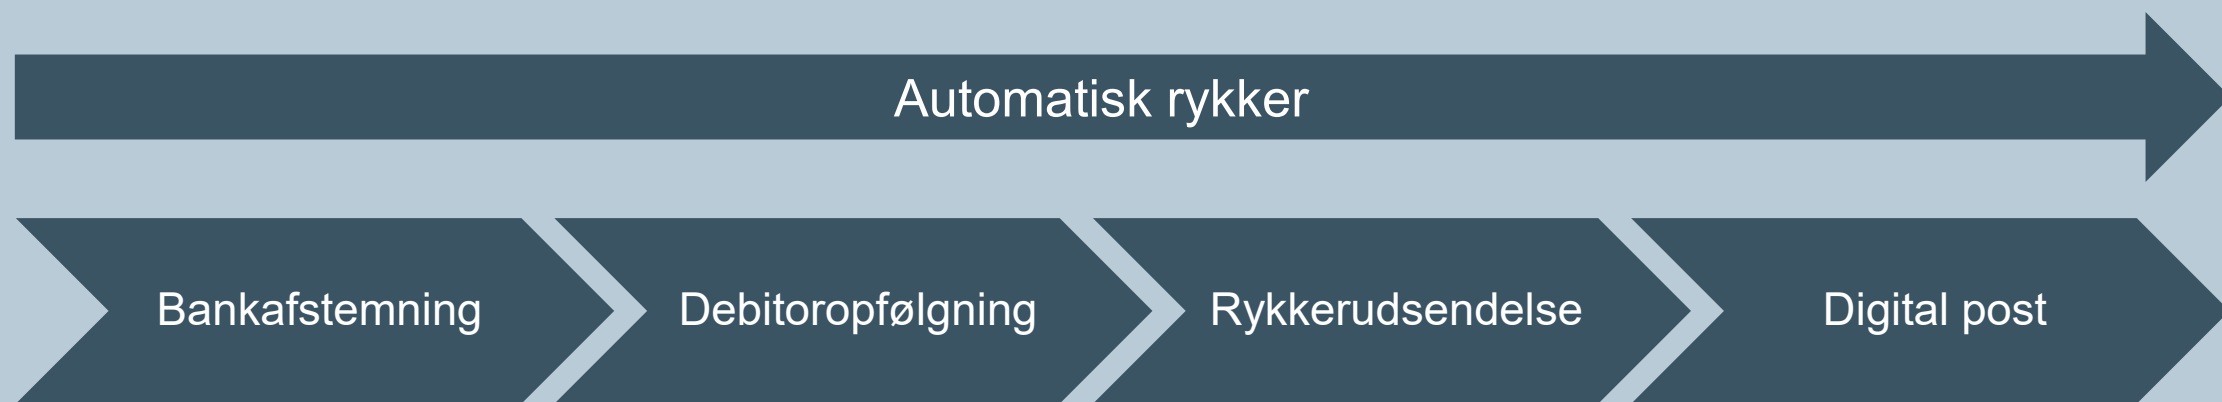 Automatisk rykker
Bankafstemning
Debitoropfølgning
Rykkerudsendelse
Digital post